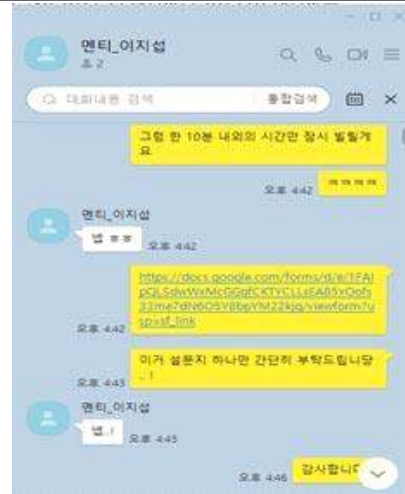 멘티_이지섭
2
대화내용 검색 통합검색
그럼 한 10분 내외의 시간만 잠시 빌릴게
요
오후 4:42
ㅋㅋㅋㅋ
멘티_이지섭
넵 ㅎㅎ
오후 4:42
https://docs.google.com/forms/d/e/1FAI
오후 4:42
이거 설문지 하나면 간단히 부탁드립니당
_!
오후 4:43
멘티_이지섭
넵_!
오후 4:43
오후 4:46
감사합니다